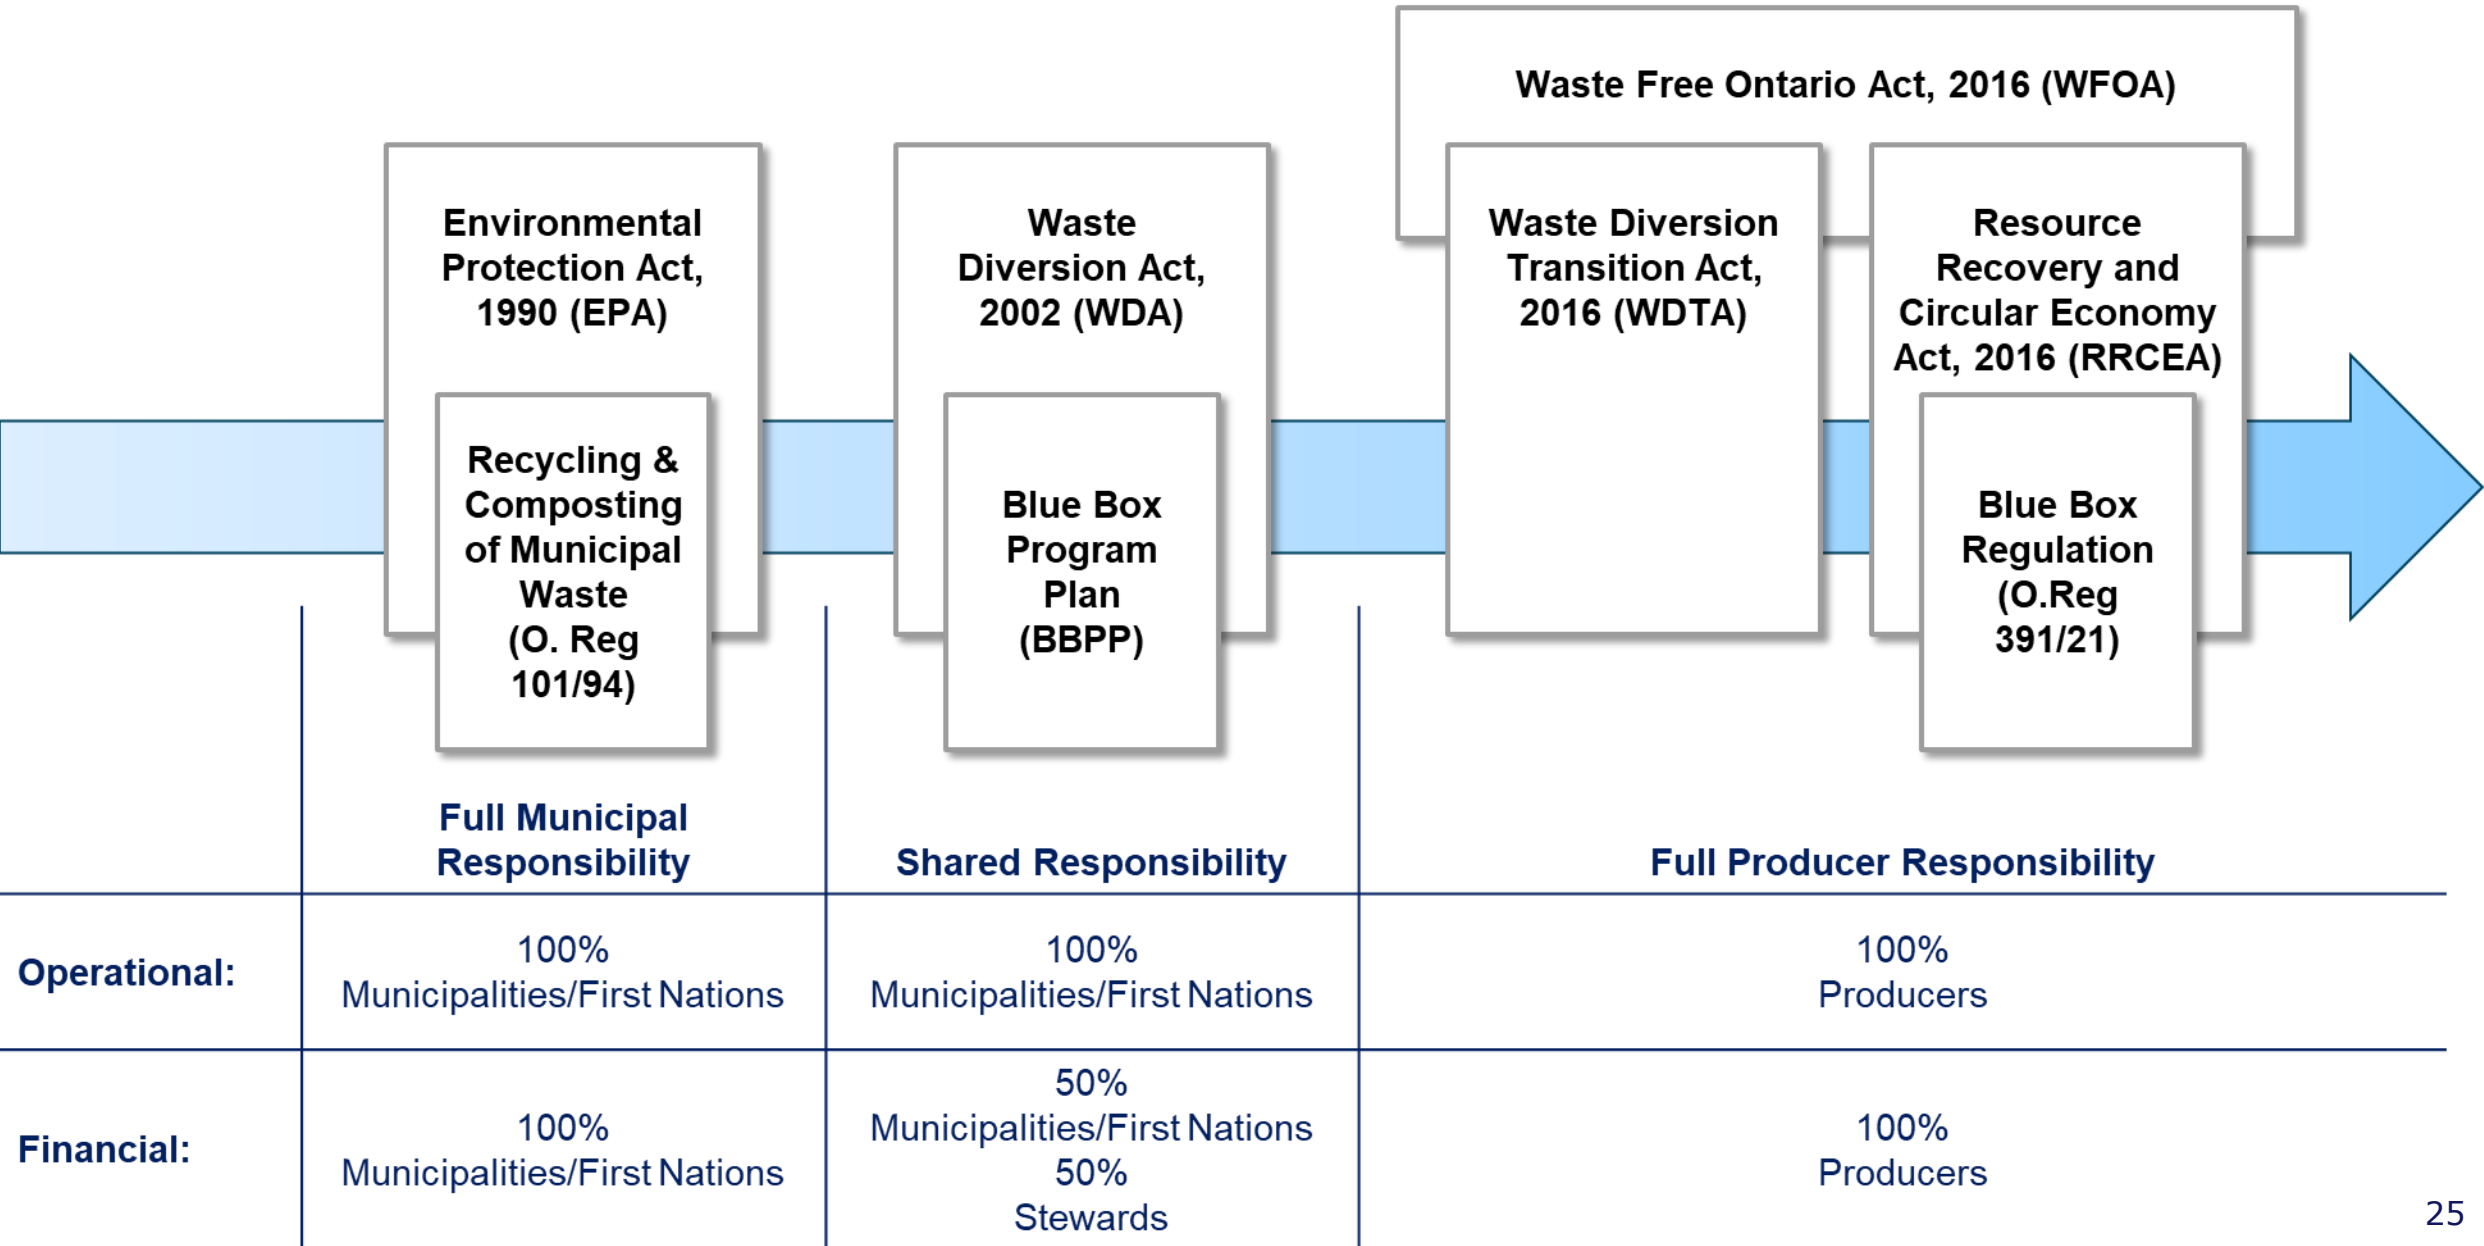 Waste Free Ontario Act, 2016 (WFOA)
Environmental
Protection Act,
1990 (EPA)
Recycling &
Composting
of Municipal
Waste
(O. Reg
101/94)
Waste
Diversion Act,
2002 (WDA)
Blue Box
Program
Plan
(BBPP)
Waste Diversion
Transition Act,
2016 (WDTA)
Resource
Recovery and
Circular Economy
Act, 2016 (RRCEA)
Blue Box
Regulation
(O.Reg
391/21)
Full Municipal
Responsibility
Shared Responsibility
Full Producer Responsibility
Operational:
100%
Municipalities/First Nations
100%
Municipalities/First Nations
100%
Producers
Financial:
100%
Municipalities/First Nations
50%
Municipalities/First Nations
50%
Stewards
100%
Producers
25